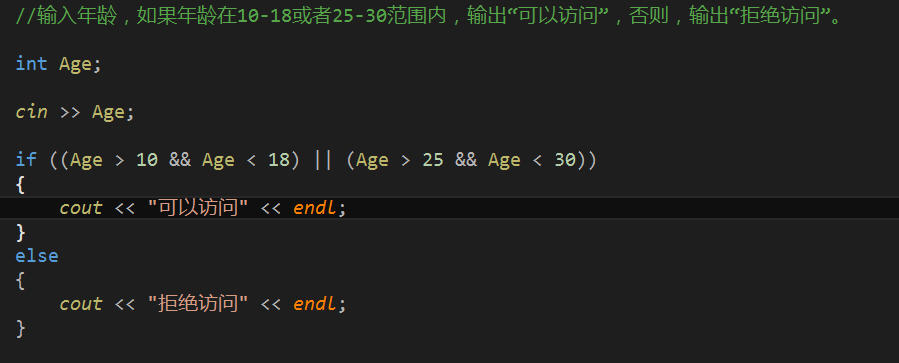 //输入年龄，如果年龄在10-18或者25-30范围内，输出“可以访问”，否则，输出“拒绝访问”。
int Age;
cin >> Age;
if ((Age > 10 && Age < 18) || (Age > 25 && Age < 30))
{
    cout << "可以访问" << endl;
}
else
{
    cout << "拒绝访问" << endl;
}